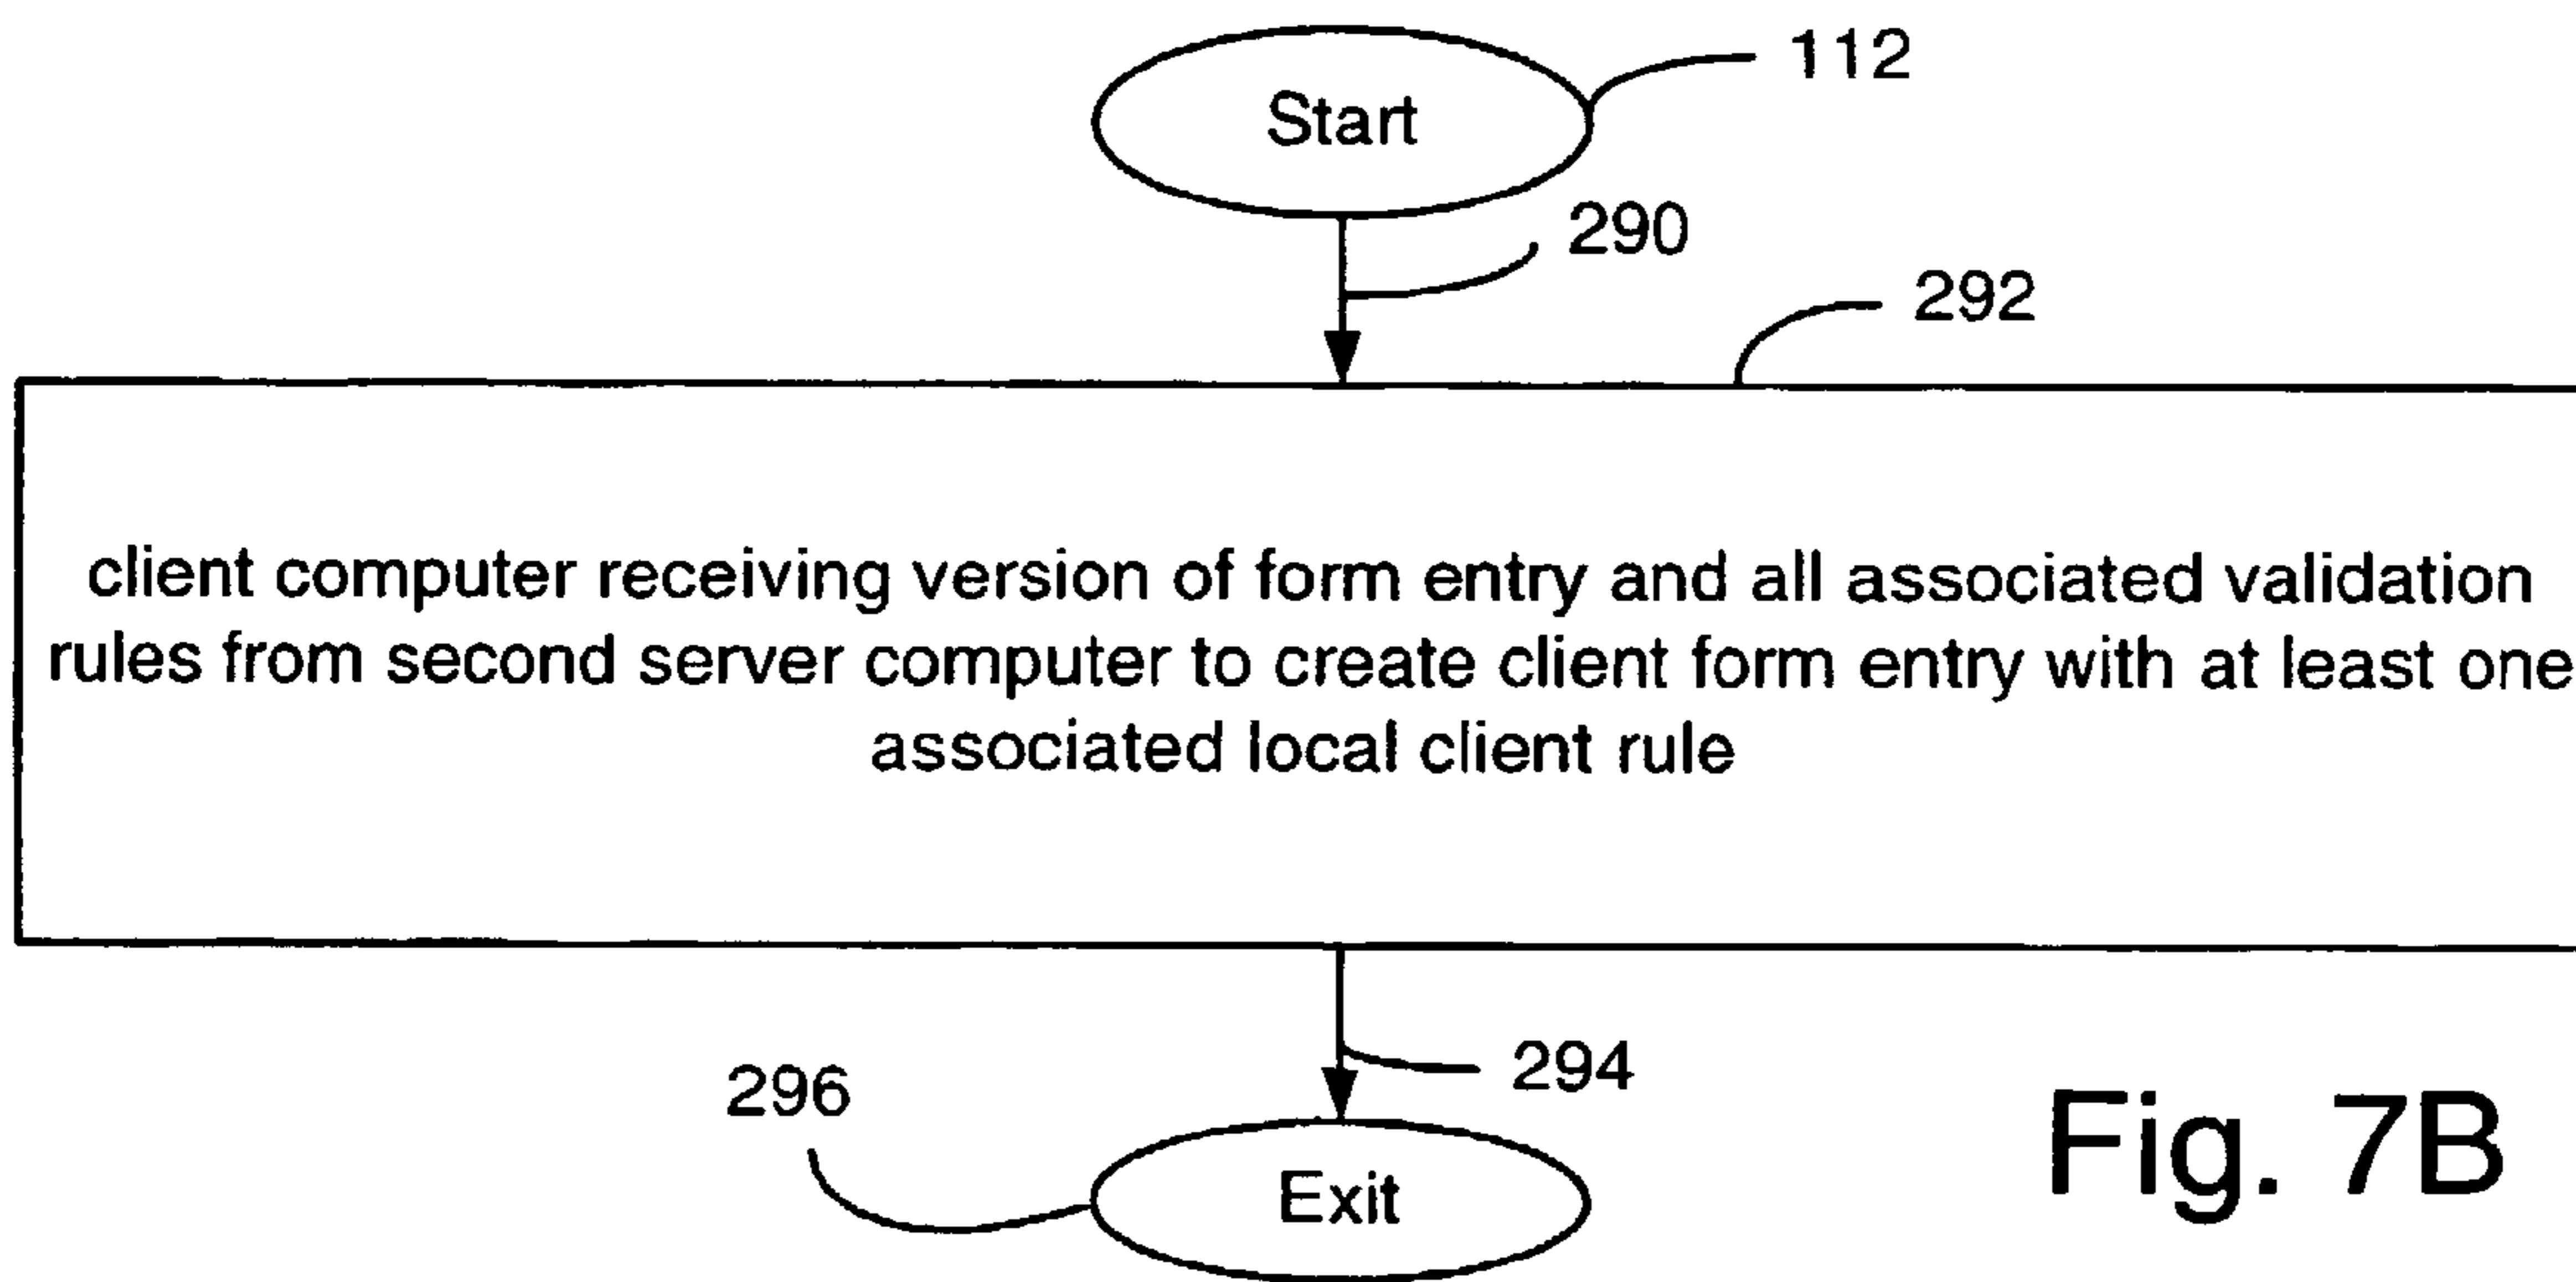 Start
112
290
292
client computer receiving version of form entry and all associated validation
rules from second server computer to create client form entry with at least one
associated local client rule
294
296
Exit
Fig. 7B